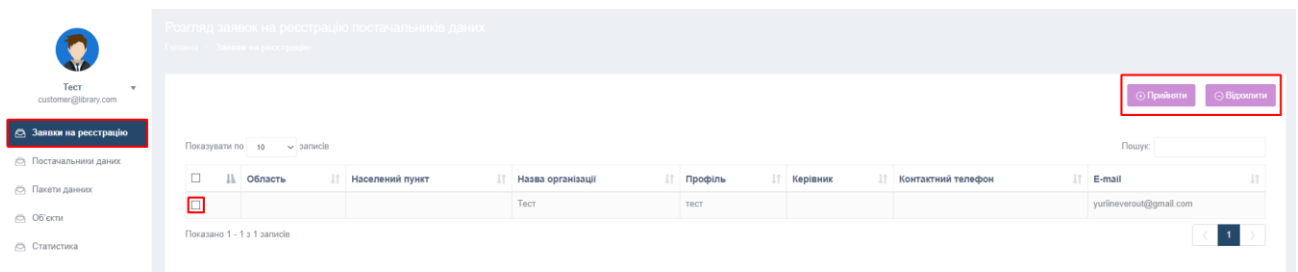 Розгляд заявок на реєстрацію постачальників даних
Головна Заявки на реєстрацію
Тест
customer@library.com
Заявки на реєстрацію
Постачальники даних
Пакети данних
Об'єкти
Статистика
Прийняти Відхилити
Показувати по 10 записів Пошук:
Область Населений пункт Назва організації Профіль Керівник Контактний телефон E-mail
Тест тест yuriineverout@gmail.com
Показано 1 - 1 з 1 записів
1